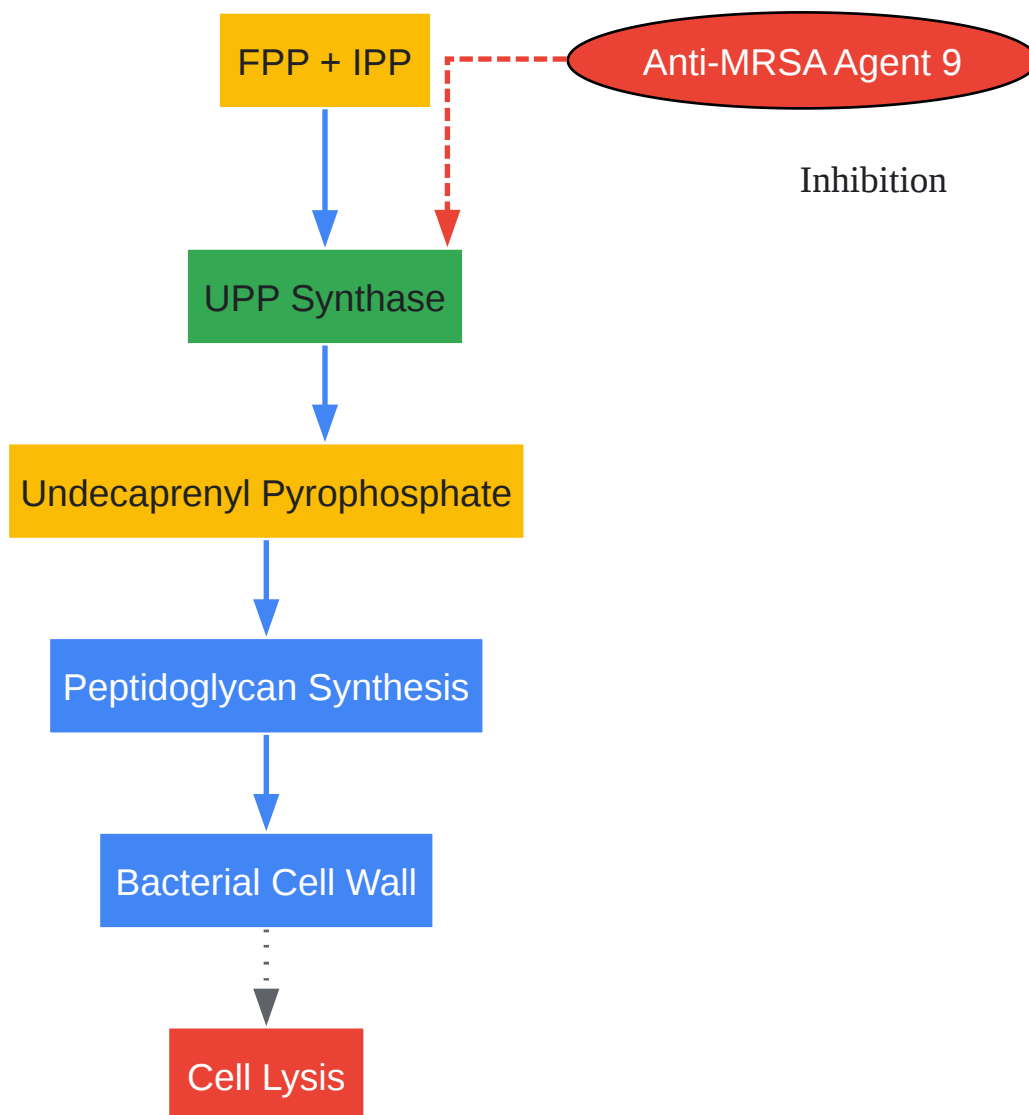 FPP + IPP
Anti-MRSA Agent 9
Inhibition
UPP Synthase
Undecaprenyl Pyrophosphate
Peptidoglycan Synthesis
Bacterial Cell Wall
Cell Lysis